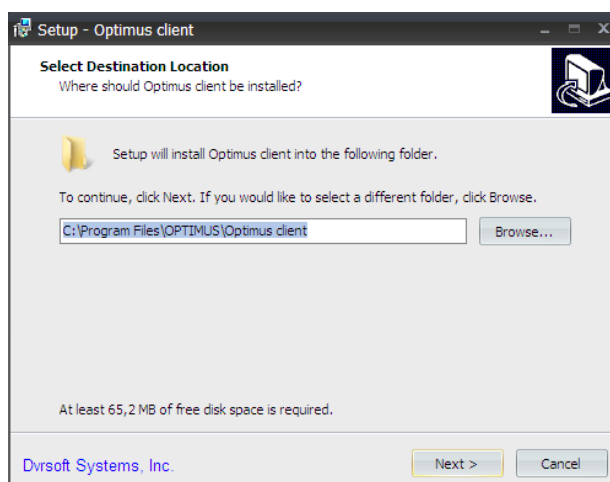 Setup - Optimus client
Select Destination Location
Where should Optimus client be installed?
Setup will install Optimus client into the following folder.
To continue, click Next. If you would like to select a different folder, click Browse.
C:\Program Files\OPTIMUS\Optimus client
Browse...
At least 65,2 MB of free disk space is required.
Dvrsoft Systems, Inc.
Next >
Cancel